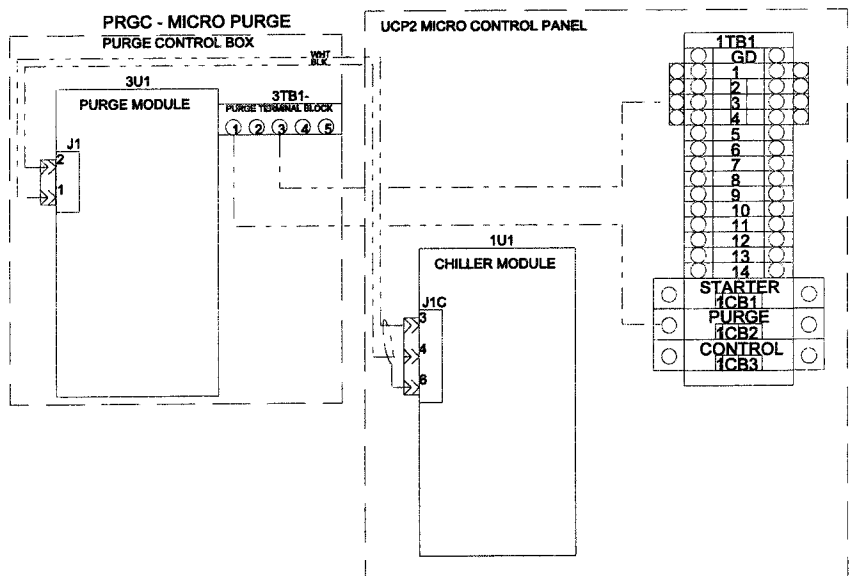 PRGC - MICRO PURGE
PURGE CONTROL BOX
WHT
BLK
3U1
PURGE MODULE
3TB1-
PURGE TERMINAL BLOCK
1 2 3 4 5
J1
2
1
UCP2 MICRO CONTROL PANEL
1TB1
GD
1
2
3
4
5
6
7
8
9
10
11
12
13
14
STARTER
1CB1
PURGE
1CB2
CONTROL
1CB3
1U1
CHILLER MODULE
J1C
3
4
6